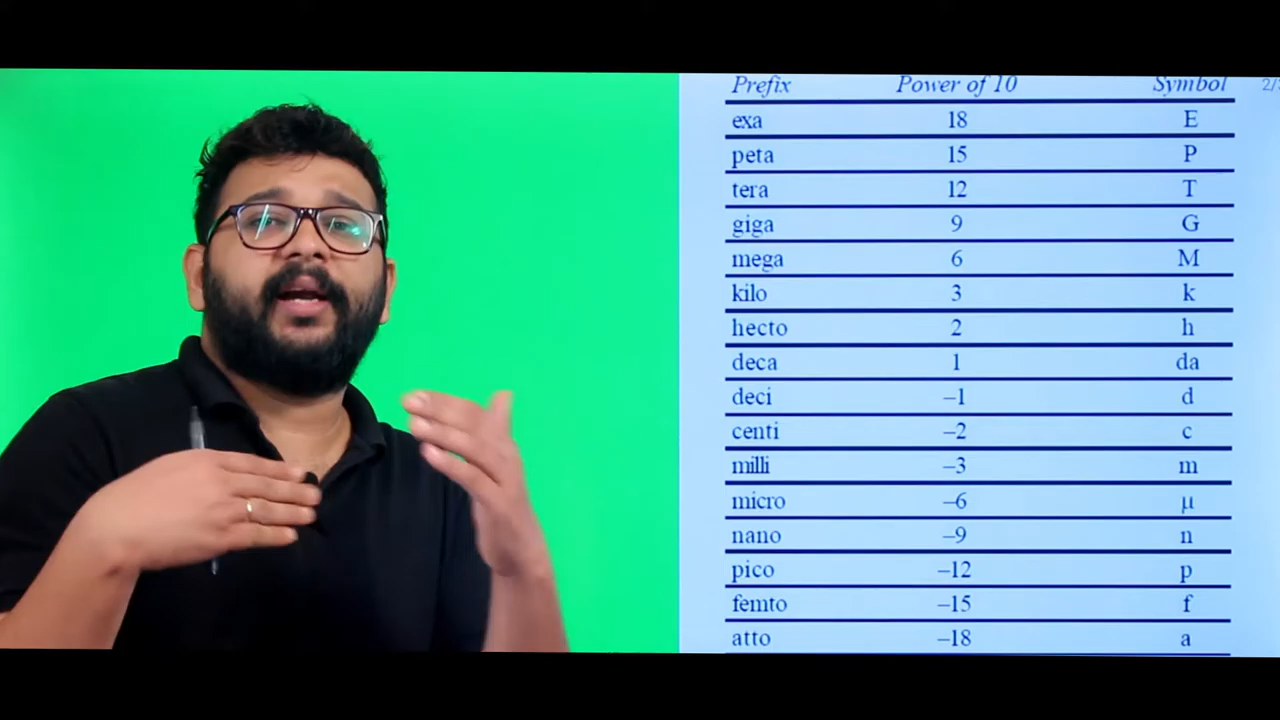 Prefix Power of 10 Symbol 2/
exa 18 E
peta 15 P
tera 12 T
giga 9 G
mega 6 M
kilo 3 k
hecto 2 h
deca 1 da
deci –1 d
centi –2 c
milli –3 m
micro –6 μ
nano –9 n
pico –12 p
femto –15 f
atto –18 a